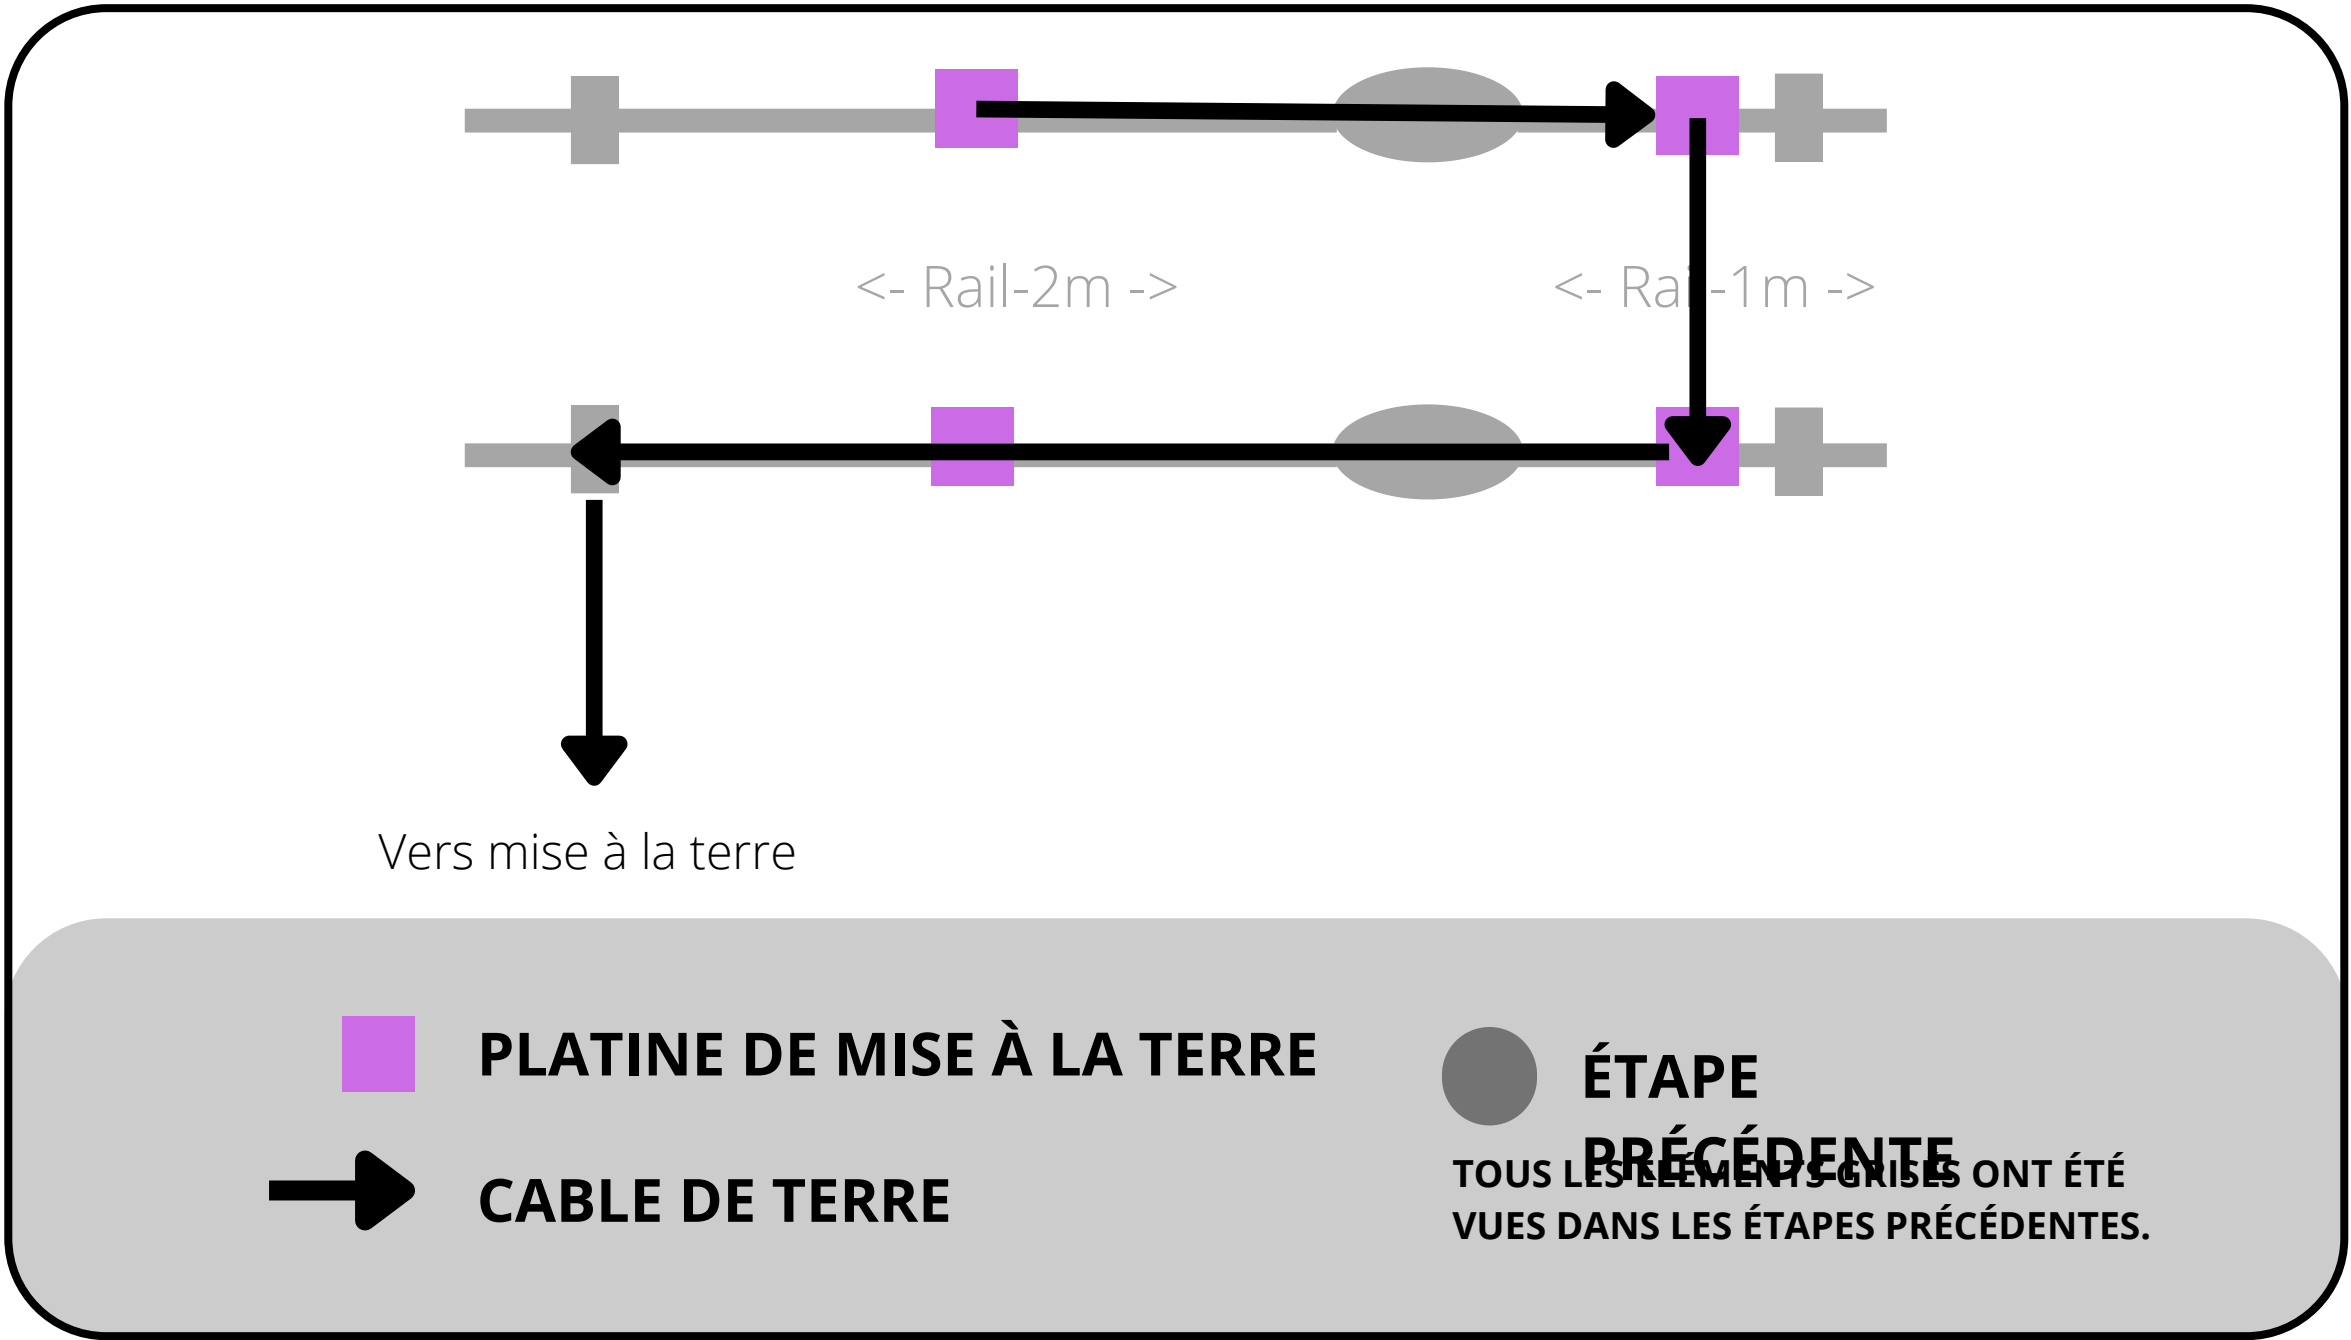 <- Rail-2m ->
<- Rail-1m ->
Vers mise à la terre
PLATINE DE MISE À LA TERRE
CABLE DE TERRE
ÉTAPE
PRÉCÉDENTE
TOUS LES ÉLÉMENTS GRISÉS ONT ÉTÉ
VUES DANS LES ÉTAPES PRÉCÉDENTES.